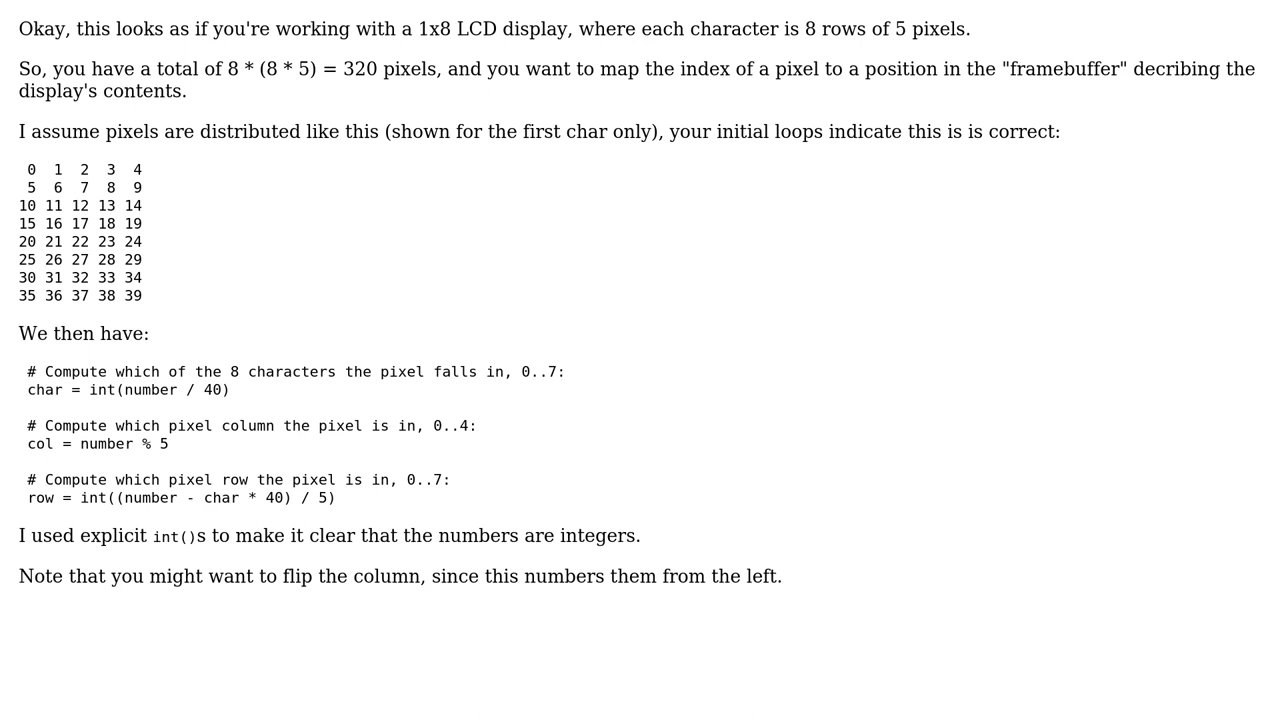 Okay, this looks as if you're working with a 1x8 LCD display, where each character is 8 rows of 5 pixels.
So, you have a total of 8 * (8 * 5) = 320 pixels, and you want to map the index of a pixel to a position in the "framebuffer" decribing the
display's contents.
I assume pixels are distributed like this (shown for the first char only), your initial loops indicate this is is correct:
 0  1  2  3  4
 5  6  7  8  9
10 11 12 13 14
15 16 17 18 19
20 21 22 23 24
25 26 27 28 29
30 31 32 33 34
35 36 37 38 39
We then have:
# Compute which of the 8 characters the pixel falls in, 0..7:
char = int(number / 40)
# Compute which pixel column the pixel is in, 0..4:
col = number % 5
# Compute which pixel row the pixel is in, 0..7:
row = int((number - char * 40) / 5)
I used explicit int()s to make it clear that the numbers are integers.
Note that you might want to flip the column, since this numbers them from the left.